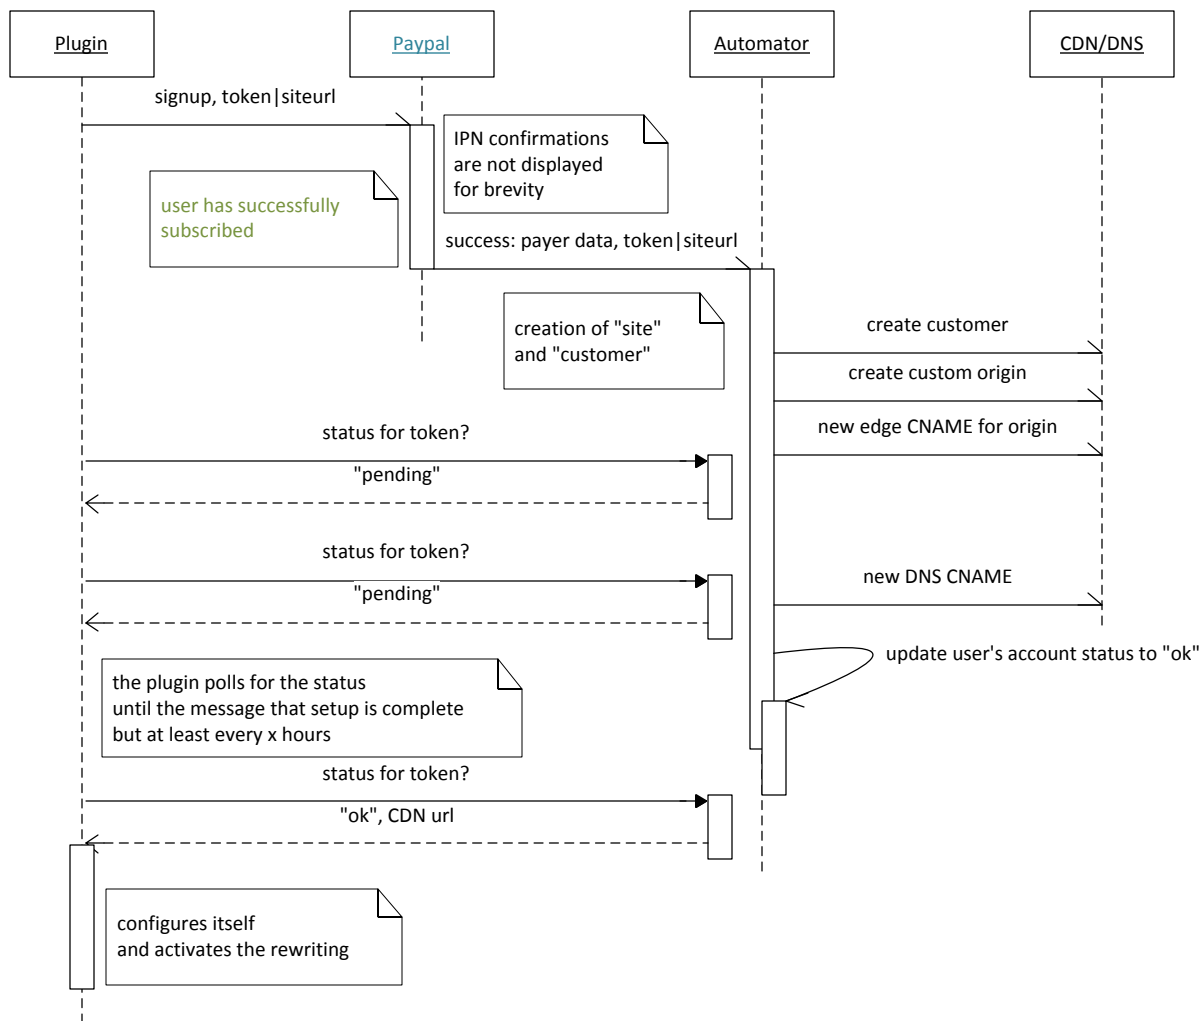 Plugin
Paypal
Automator
CDN/DNS
signup, token|siteurl
IPN confirmations
are not displayed
for brevity
user has successfully
subscribed
success: payer data, token|siteurl
creation of "site"
and "customer"
create customer
create custom origin
new edge CNAME for origin
status for token?
"pending"
status for token?
"pending"
new DNS CNAME
update user's account status to "ok"
the plugin polls for the status
until the message that setup is complete
but at least every x hours
status for token?
"ok", CDN url
configures itself
and activates the rewriting